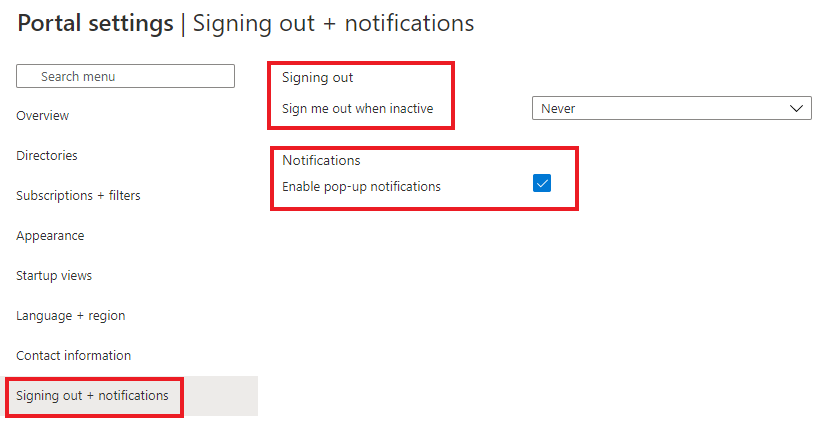 Portal settings | Signing out + notifications
Search menu
Overview
Directories
Subscriptions + filters
Appearance
Startup views
Language + region
Contact information
Signing out + notifications
Signing out
Sign me out when inactive
Never
Notifications
Enable pop-up notifications